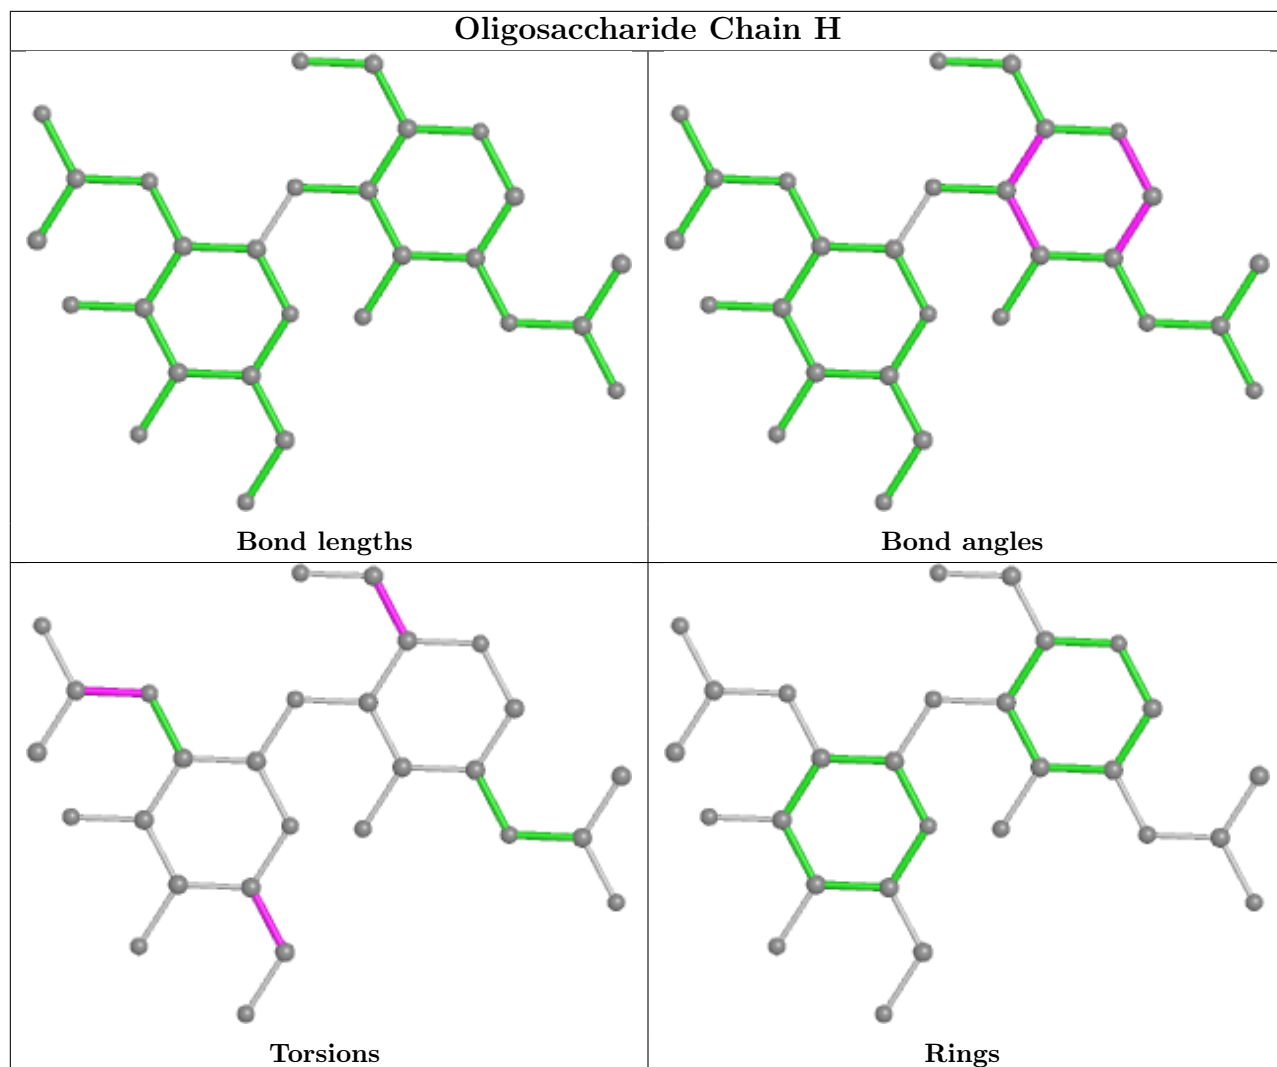 Oligosaccharide Chain H
Bond lengths
Bond angles
Torsions
Rings